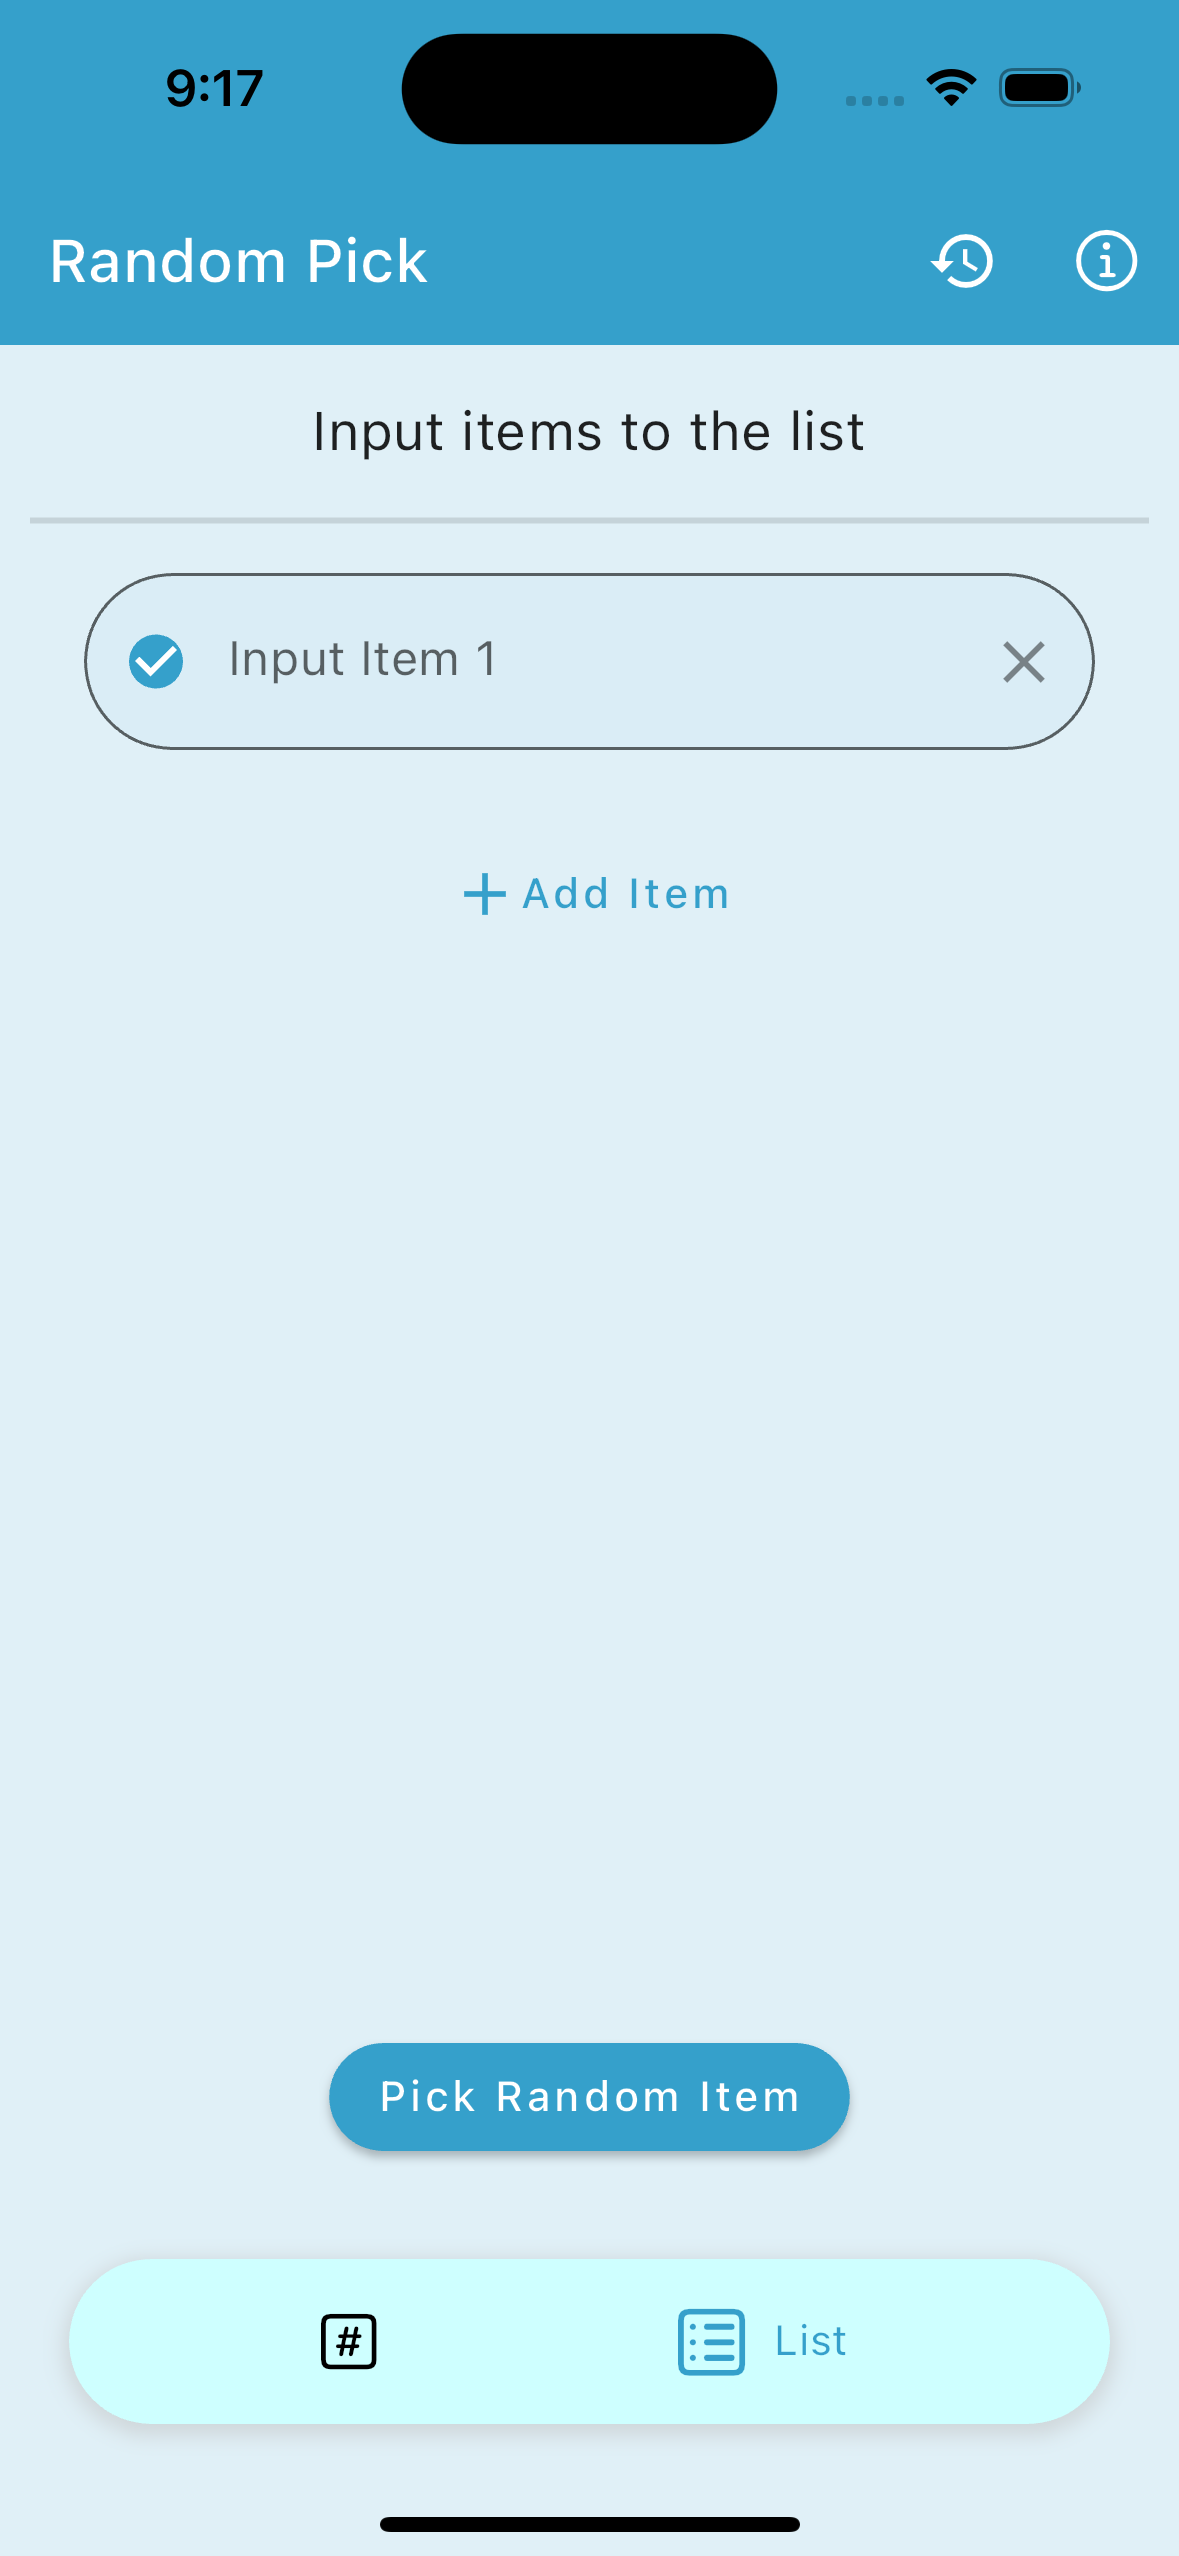 9:17
Random Pick
Input items to the list
Input Item 1
Add Item
Pick Random Item
#
List